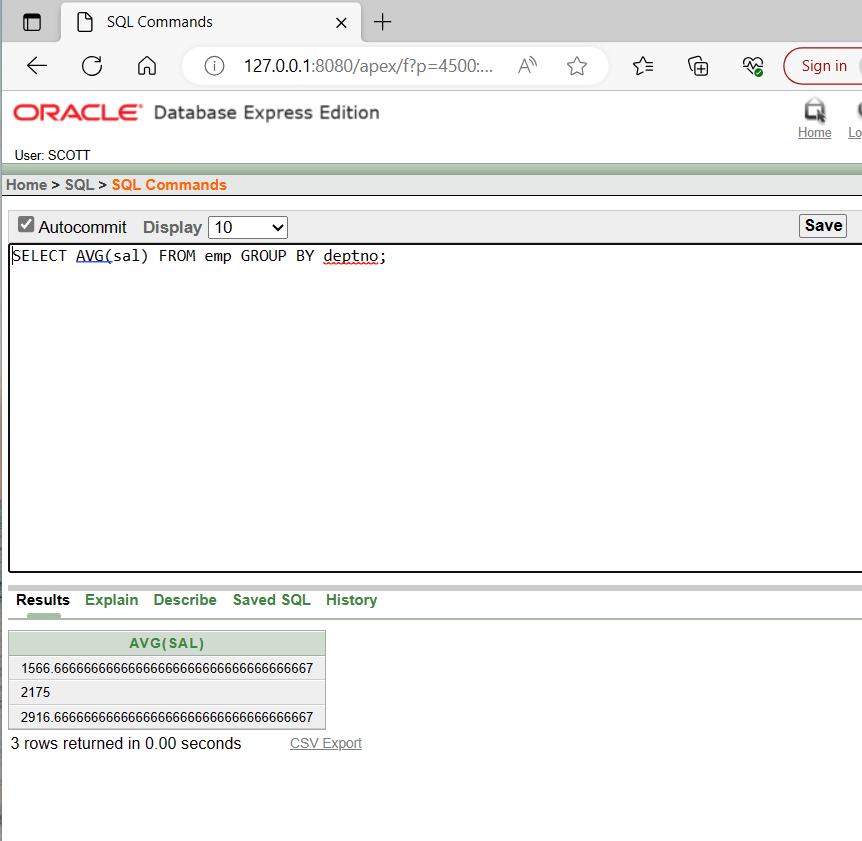 SQL Commands
127.0.0.1:8080/apex/f?p=4500:...
Sign in
ORACLE Database Express Edition
Home
Lo
User: SCOTT
Home > SQL > SQL Commands
Autocommit Display 10 Save
SELECT AVG(sal) FROM emp GROUP BY deptno;
Results Explain Describe Saved SQL History
AVG(SAL)
1566.66666666666666666666666666666667
2175
2916.66666666666666666666666666666667
3 rows returned in 0.00 seconds CSV Export